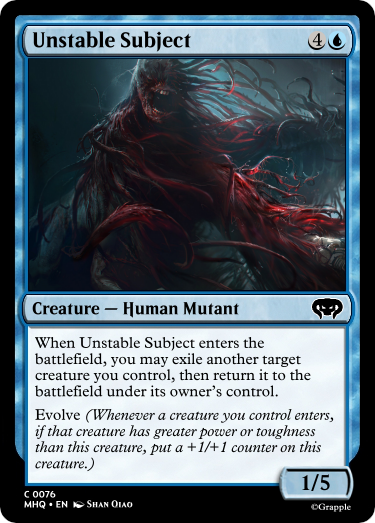 Unstable Subject 4
Creature — Human Mutant
When Unstable Subject enters the
battlefield, you may exile another target
creature you control, then return it to the
battlefield under its owner's control.
Evolve (Whenever a creature you control enters,
if that creature has greater power or toughness
than this creature, put a +1/+1 counter on this
creature.)
1/5
C 0076
MHQ • EN Shan Qiao
©Grapple